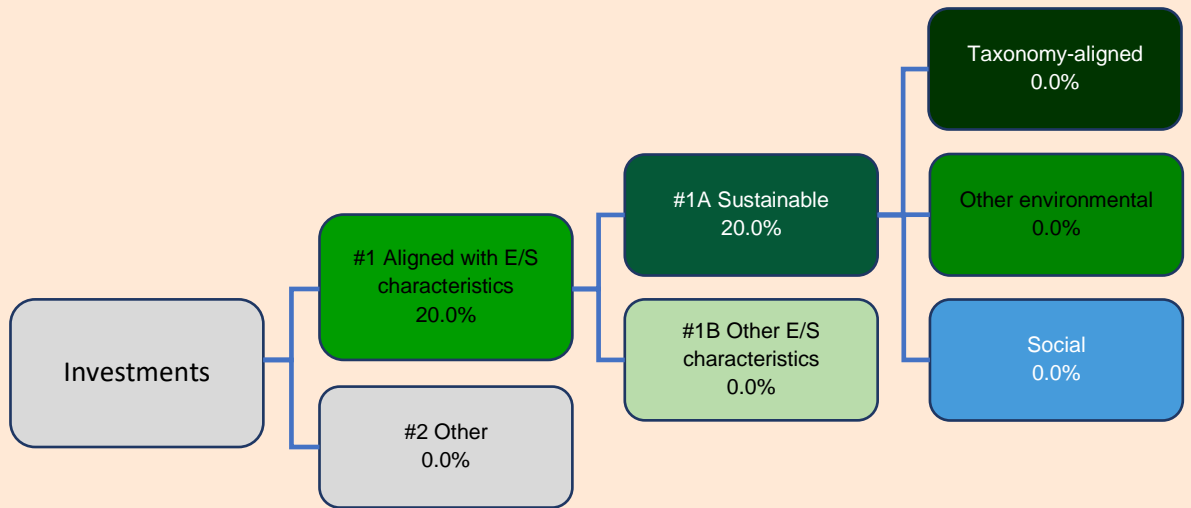 Investments
#1 Aligned with E/S
characteristics
20.0%
#2 Other
0.0%
#1A Sustainable
20.0%
#1B Other E/S
characteristics
0.0%
Taxonomy-aligned
0.0%
Other environmental
0.0%
Social
0.0%